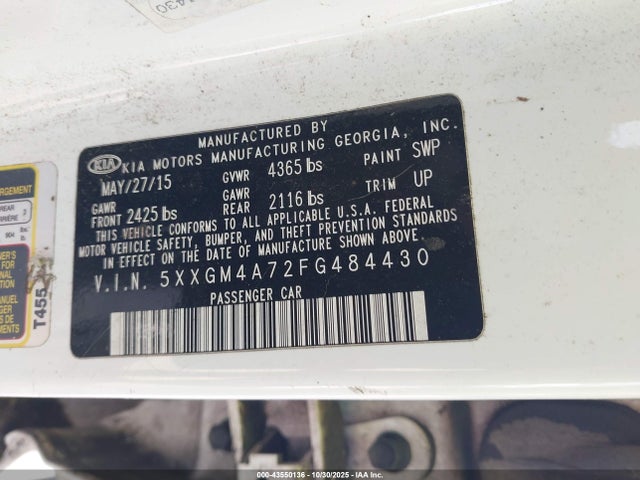 MANUFACTURED BY
KIA KIA MOTORS MANUFACTURING GEORGIA, INC.
MAY/27/15 GVWR 4365 lbs PAINT SWP
GAWR FRONT 2425 lbs GAWR REAR 2116 lbs TRIM UP
THIS VEHICLE CONFORMS TO ALL APPLICABLE U.S.A. FEDERAL
MOTOR VEHICLE SAFETY, BUMPER, AND THEFT PREVENTION STANDARDS
IN EFFECT ON THE DATE OF MANUFACTURE SHOWN ABOVE.
V.I.N. 5XXGM4A72FG484430
PASSENGER CAR
T455
000-43550136 - 10/30/2025 - IAAI.COM